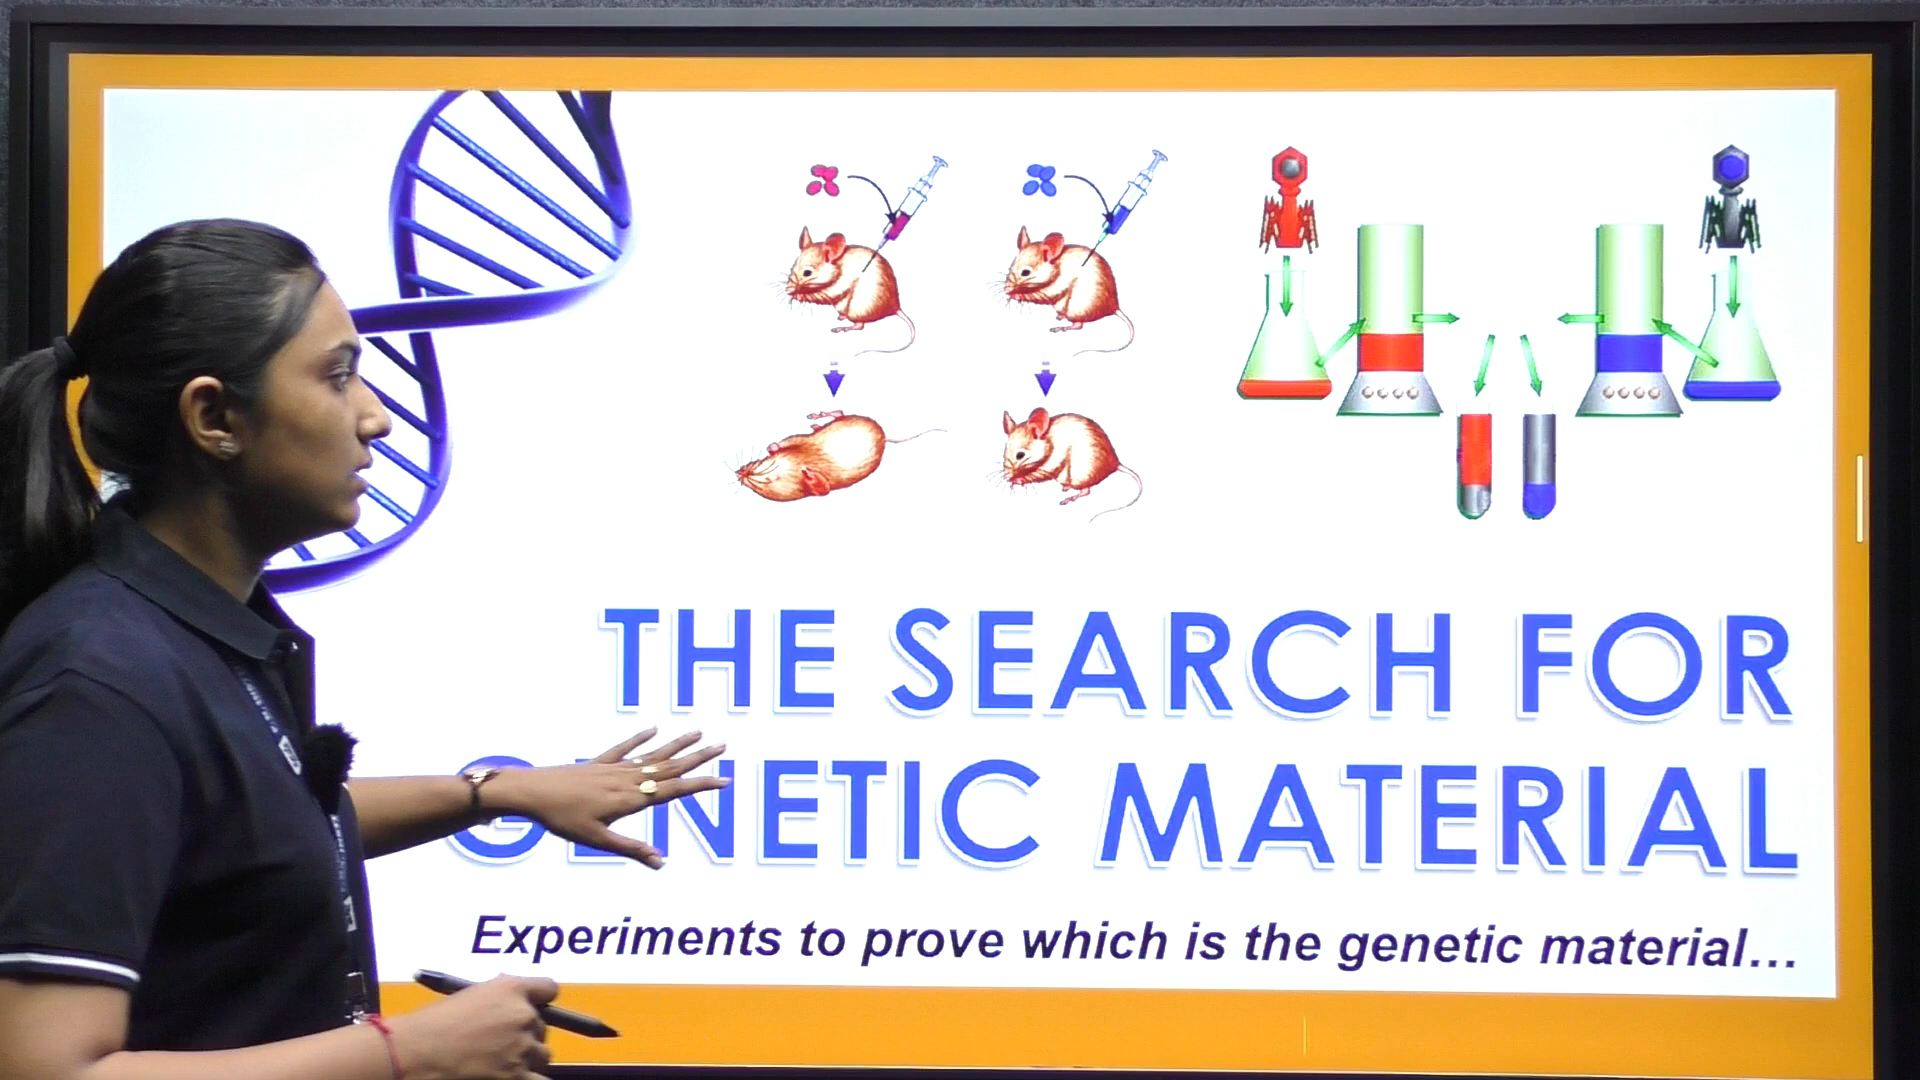 THE SEARCH FOR
GENETIC MATERIAL
Experiments to prove which is the genetic material...